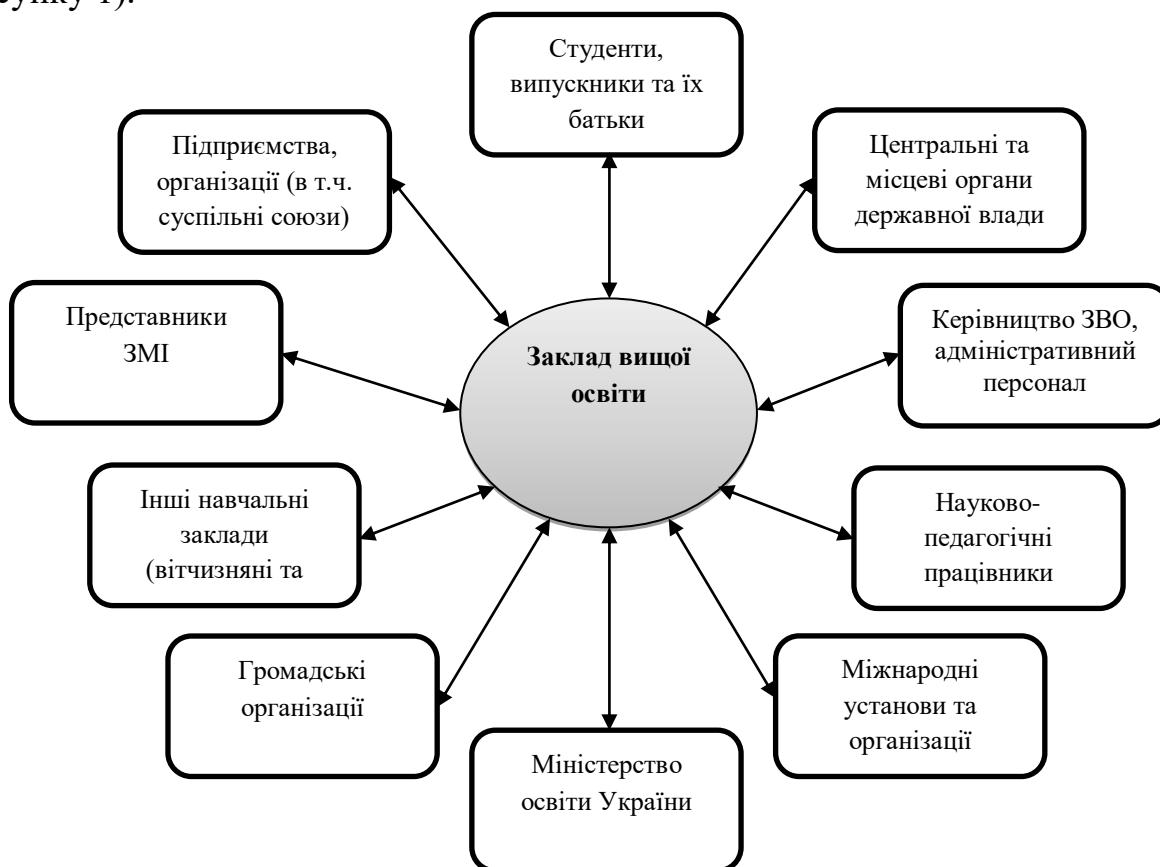 Студенти,
випускники та їх
батьки
Підприємства,
організації (в т.ч.
суспільні союзи)
Центральні та
місцеві органи
державної влади
Представники
ЗМІ
Заклад вищої
освіти
Керівництво ЗВО,
адміністративний
персонал
Інші навчальні
заклади
(вітчизняні та
Науково-
педагогічні
працівники
Громадські
організації
Міжнародні
установи та
організації
Міністерство
освіти України